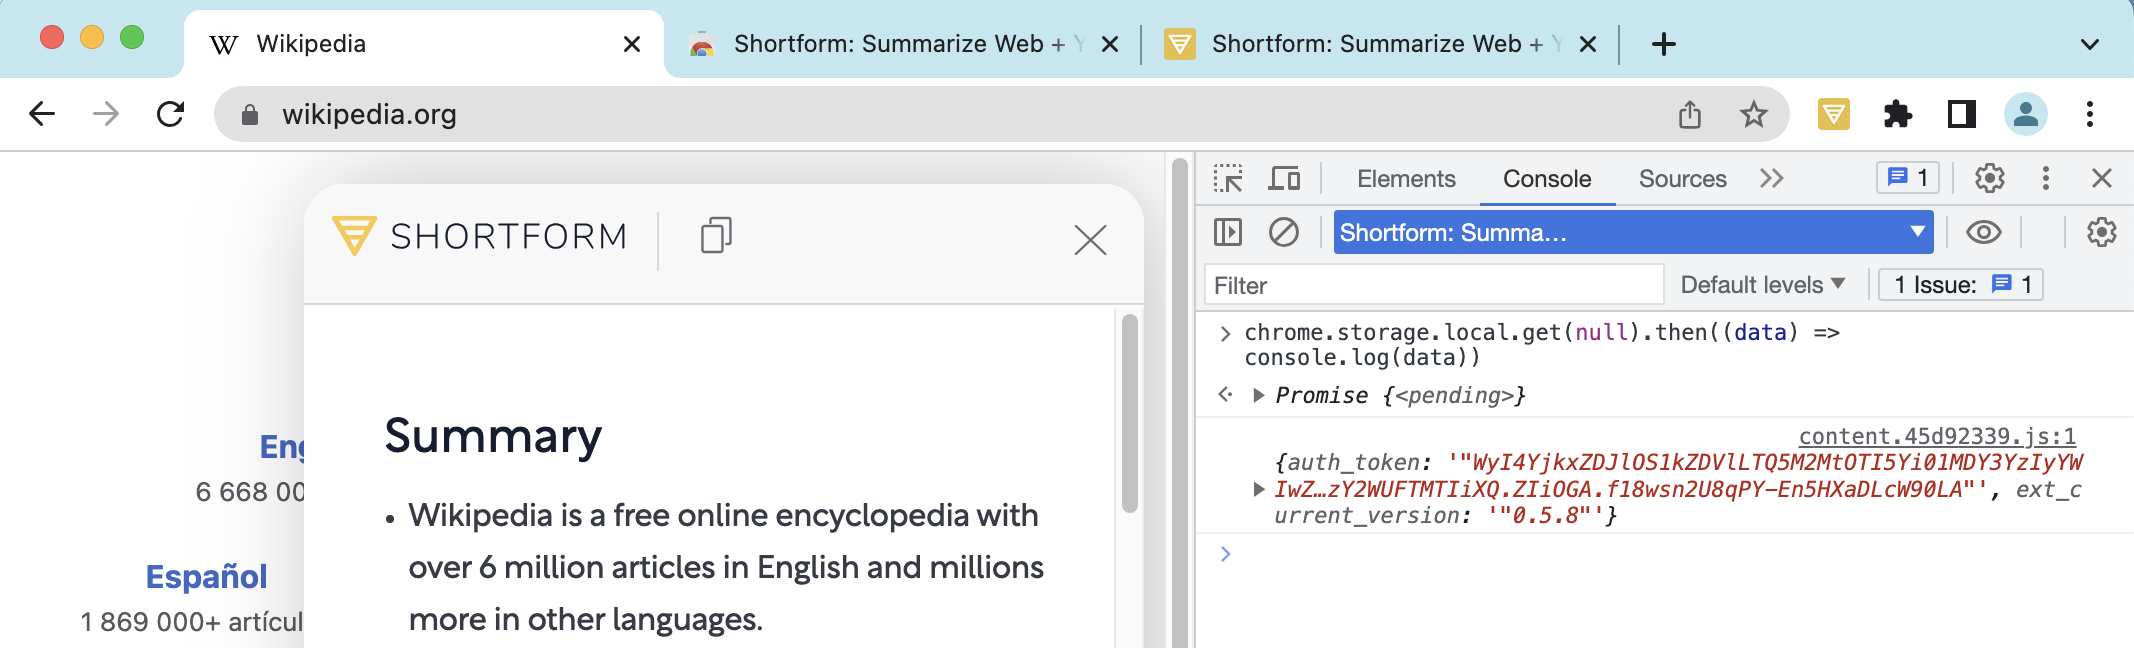 Wikipedia
Shortform: Summarize Web +
Shortform: Summarize Web +
wikipedia.org
SHORTFORM
Summary
• Wikipedia is a free online encyclopedia with
over 6 million articles in English and millions
more in other languages.
Eng
6 668 00
Español
1 869 000+ artícul
Elements Console Sources 1
Shortform: Summa…
Filter Default levels 1 Issue: 1
chrome.storage.local.get(null).then((data) =>
console.log(data))
Promise {<pending>}
content.45d92339.js:1
{auth_token: '"WyI4YjkxZDJlOS1kZDVlLTQ5M2MtOTI5Yi01MDY3YzIyYW
IwZ…zY2WUFTMTIiXQ.ZIiOGA.f18wsn2U8qPY-En5HXaDLcW90LA"', ext_c
urrent_version: '"0.5.8"'}